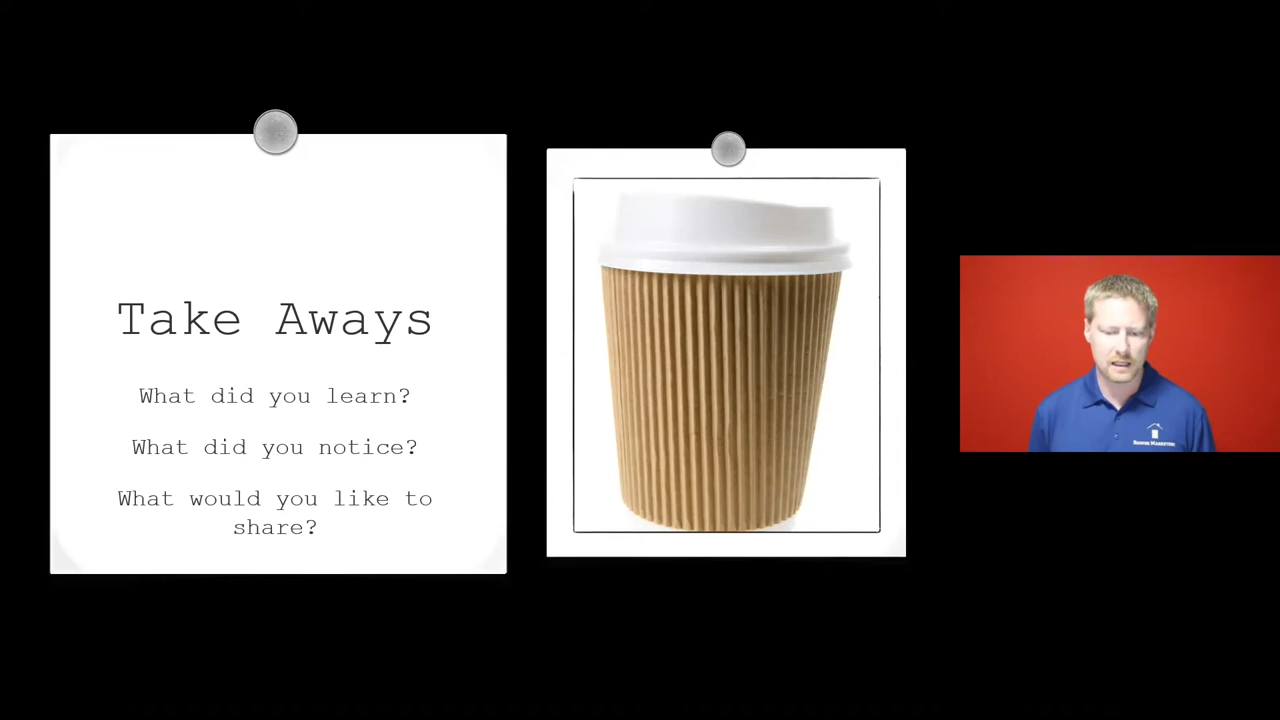 Take Aways
What did you learn?
What did you notice?
What would you like to
share?